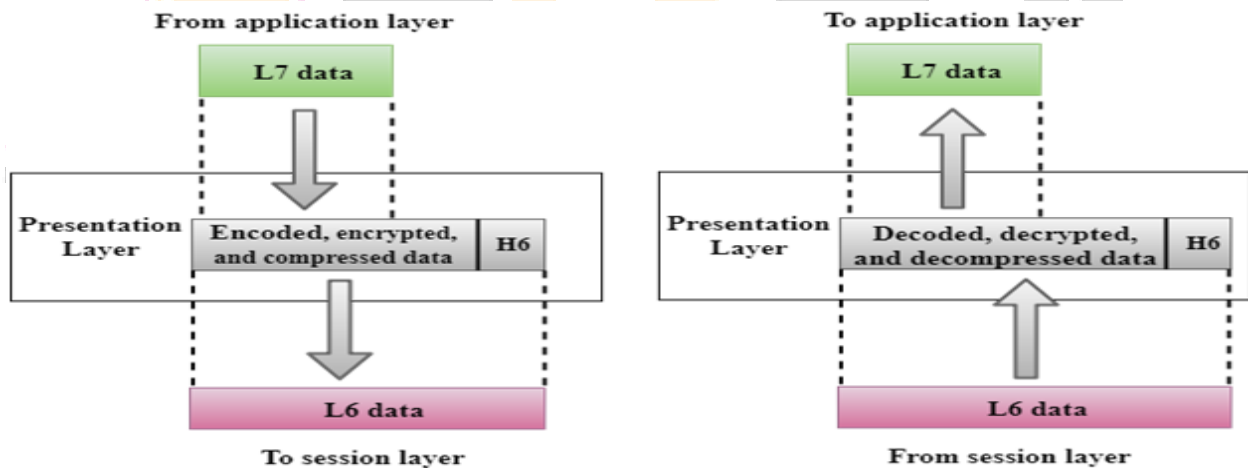 From application layer
L7 data
Presentation
Layer
Encoded, encrypted,
and compressed data
H6
L6 data
To session layer
To application layer
L7 data
Presentation
Layer
Decoded, decrypted,
and decompressed data
H6
L6 data
From session layer